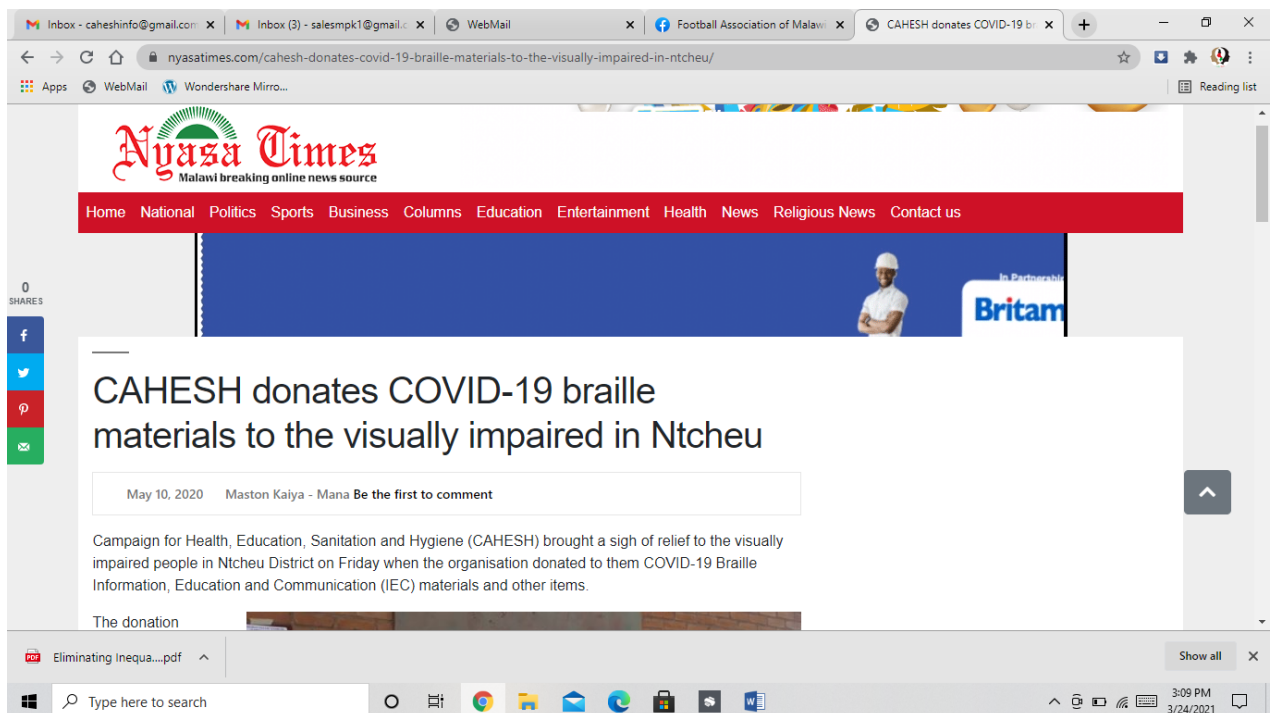 Inbox - caheshinfo@gmail.com
Inbox (3) - salesmpk1@gmail.c
WebMail
Football Association of Malawi
CAHESH donates COVID-19 br
nyasatimes.com/cahesh-donates-covid-19-braille-materials-to-the-visually-impaired-in-ntcheu/
Apps WebMail Wondershare Mirro... Reading list
Nyasa Times
Malawi breaking online news source
Home National Politics Sports Business Columns Education Entertainment Health News Religious News Contact us
In Partnership
Britam
0
SHARES
CAHESH donates COVID-19 braille
materials to the visually impaired in Ntcheu
May 10, 2020 Maston Kaiya - Mana Be the first to comment
Campaign for Health, Education, Sanitation and Hygiene (CAHESH) brought a sigh of relief to the visually
impaired people in Ntcheu District on Friday when the organisation donated to them COVID-19 Braille
Information, Education and Communication (IEC) materials and other items.
The donation
PDF Eliminating Inequa....pdf Show all
Type here to search
3:09 PM
3/24/2021